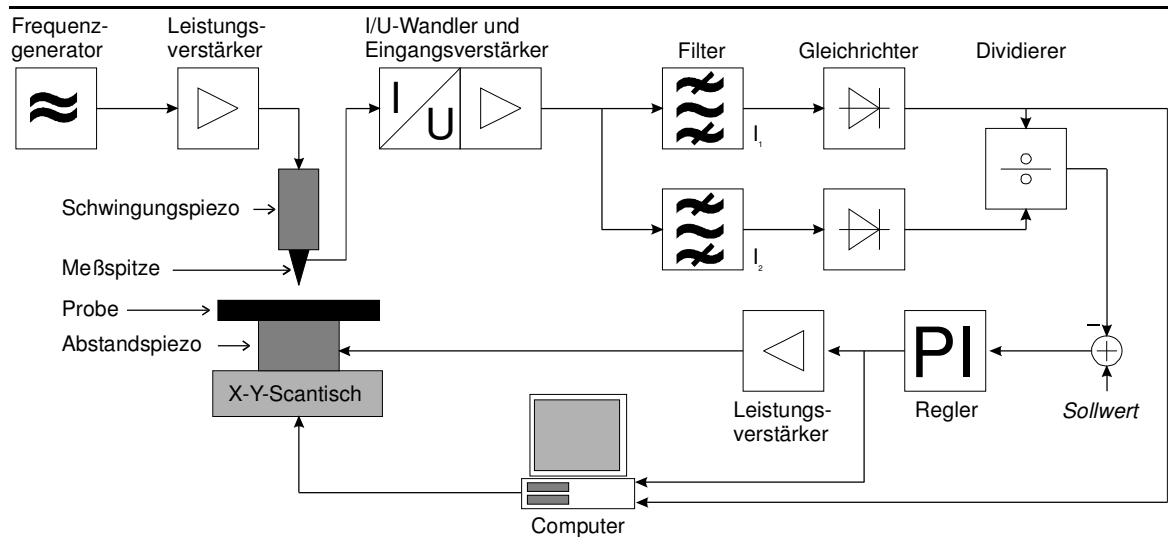 Frequenz-
generator
Leistungs-
verstärker
I/U-Wandler und
Eingangsverstärker
Filter
Gleichrichter
Dividierer
I
U
I₁
Schwingungspiezo
I₂
Meßspitze
Probe
Abstandspiezo
X-Y-Scantisch
Leistungs-
verstärker
PI
Regler
Sollwert
Computer